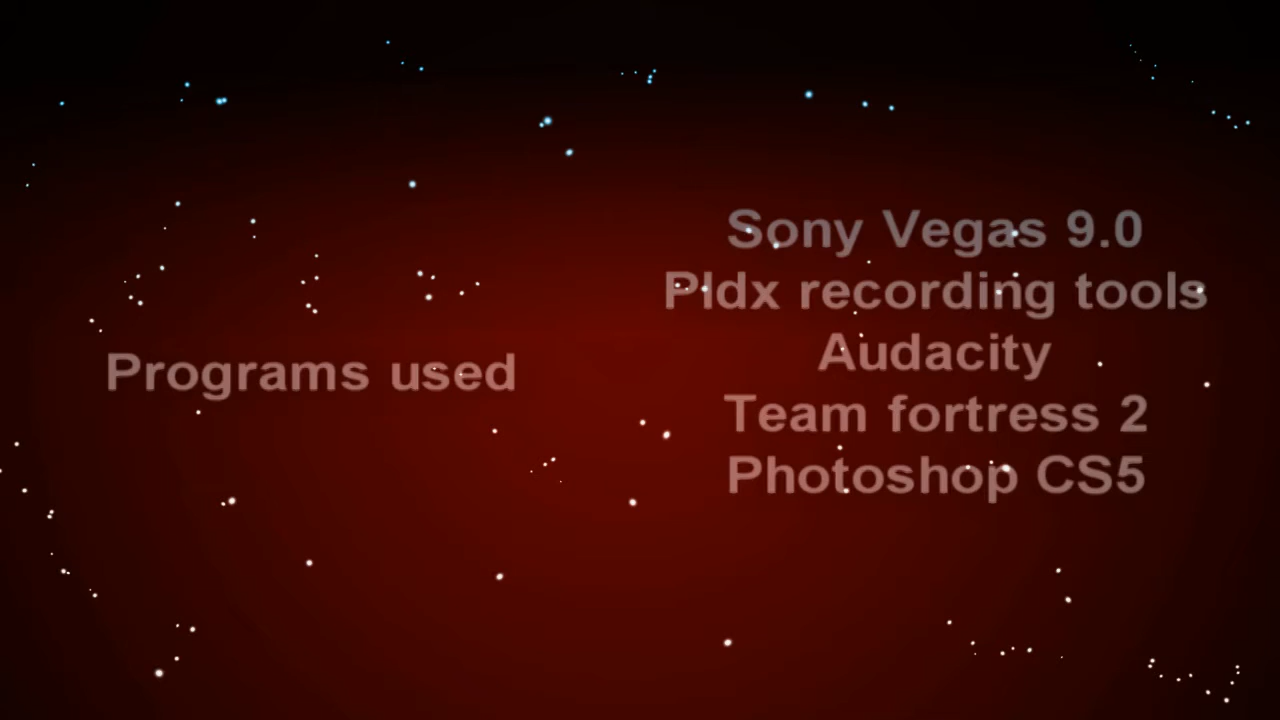 Programs used
Sony Vegas 9.0
Pldx recording tools
Audacity
Team fortress 2
Photoshop CS5